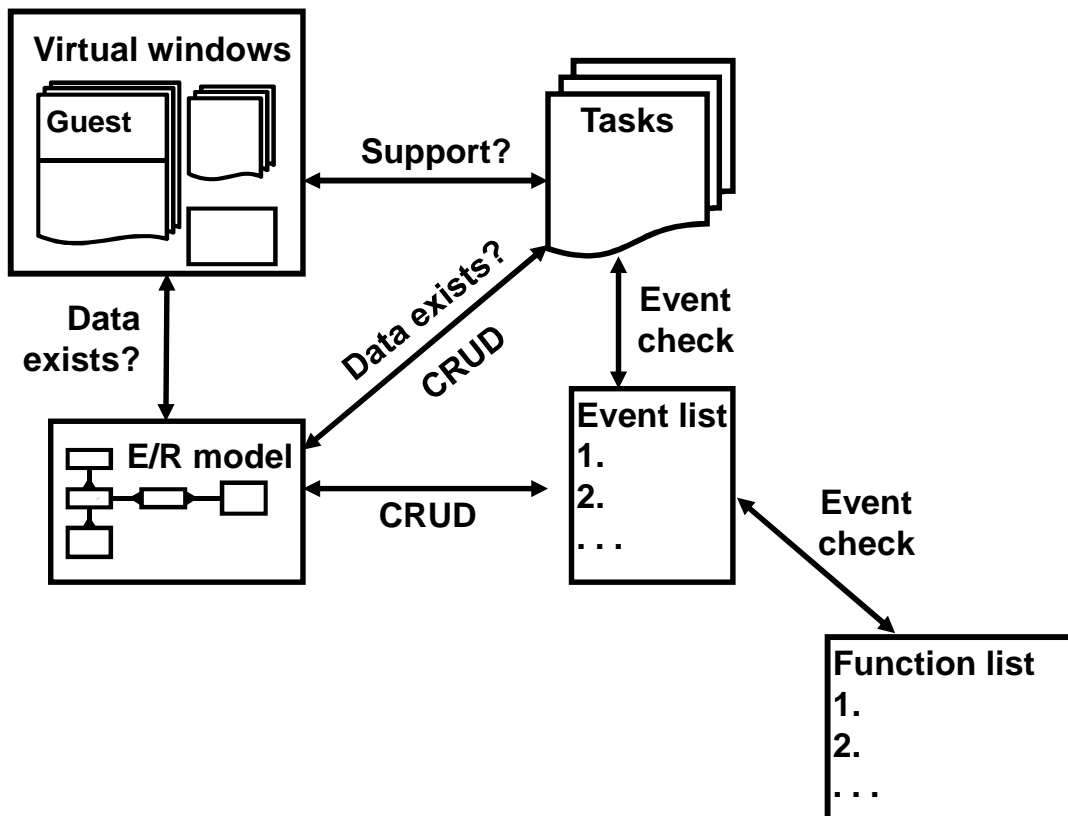 Virtual windows
Guest
Tasks
Support?
Data
exists?
Data exists?
CRUD
Event
check
E/R model
CRUD
Event list
1.
2.
. . .
Event
check
Function list
1.
2.
. . .